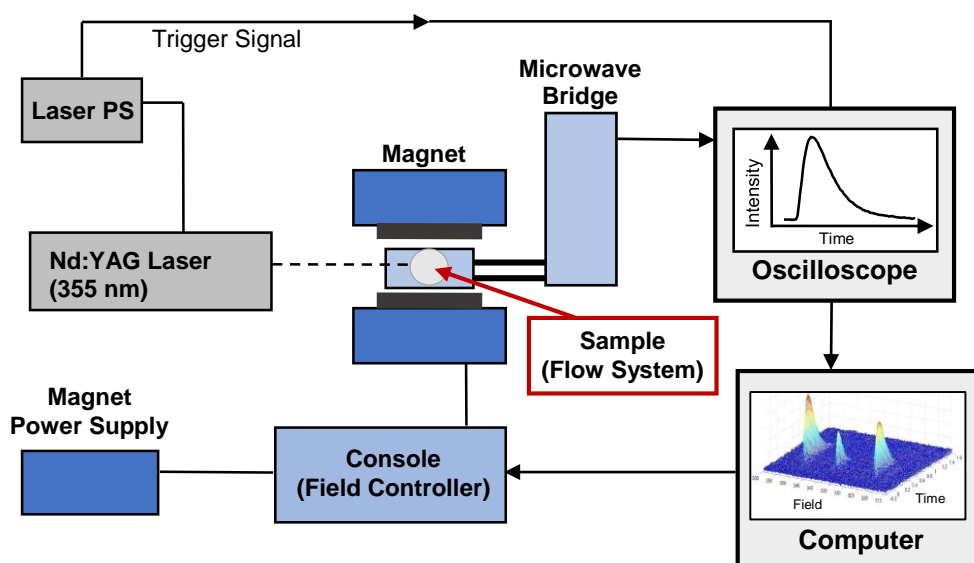 Trigger Signal
Laser PS
Microwave
Bridge
Magnet
Intensity
Time
Oscilloscope
Nd:YAG Laser
(355 nm)
Sample
(Flow System)
Magnet
Power Supply
Console
(Field Controller)
Field
Time
Computer